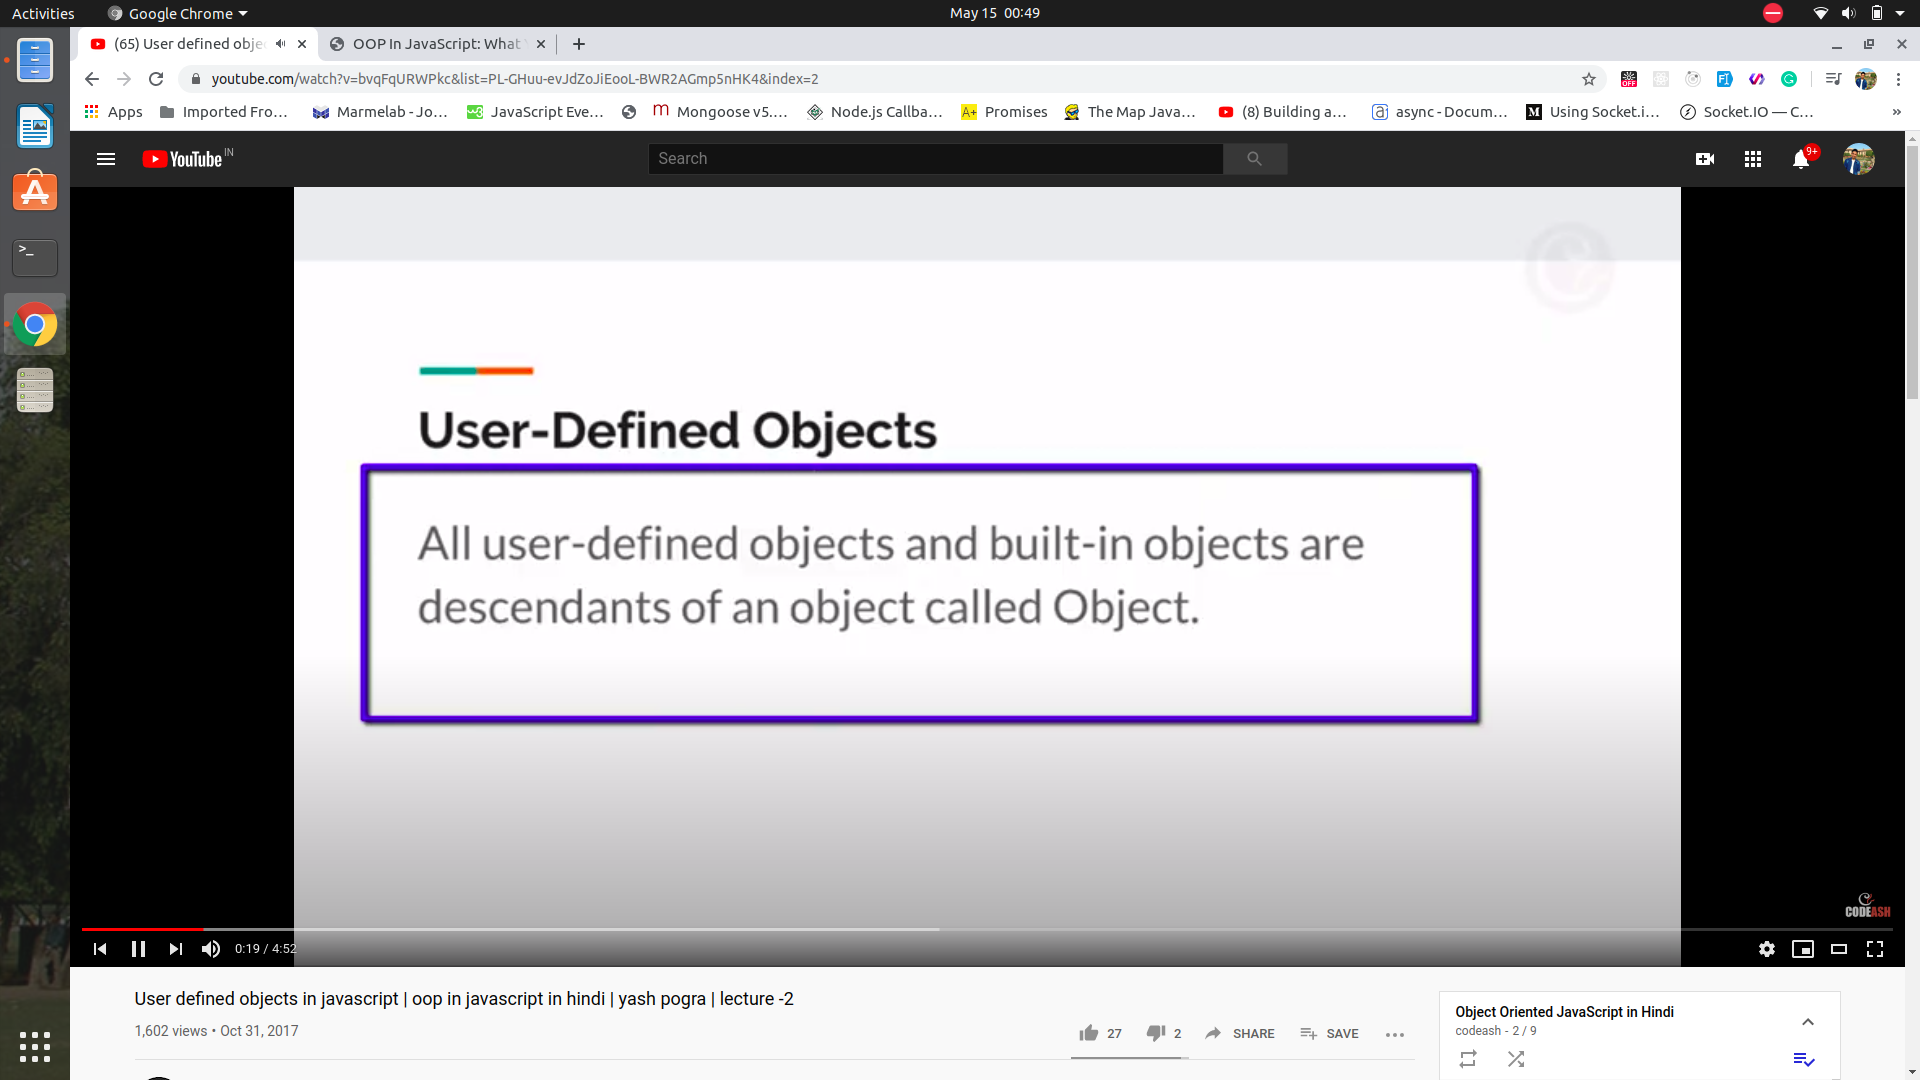 Activities
Google Chrome
May 15 00:49
(65) User defined obje
OOP In JavaScript: What
youtube.com/watch?v=bvqFqURWPkc&list=PL-GHuu-evJdZoJiEooL-BWR2AGmp5nHK4&index=2
Apps
Imported Fro...
Marmelab - Jo...
JavaScript Eve...
Mongoose v5....
Node.js Callba...
A+ Promises
The Map Java...
(8) Building a...
async - Docum...
Using Socket.i...
Socket.IO — C...
»
YouTube IN
Search
9+
User-Defined Objects
All user-defined objects and built-in objects are
descendants of an object called Object.
CODEASH
0:19 / 4:52
User defined objects in javascript | oop in javascript in hindi | yash pogra | lecture -2
1,602 views • Oct 31, 2017
27
2
SHARE
SAVE
Object Oriented JavaScript in Hindi
codeash - 2 / 9